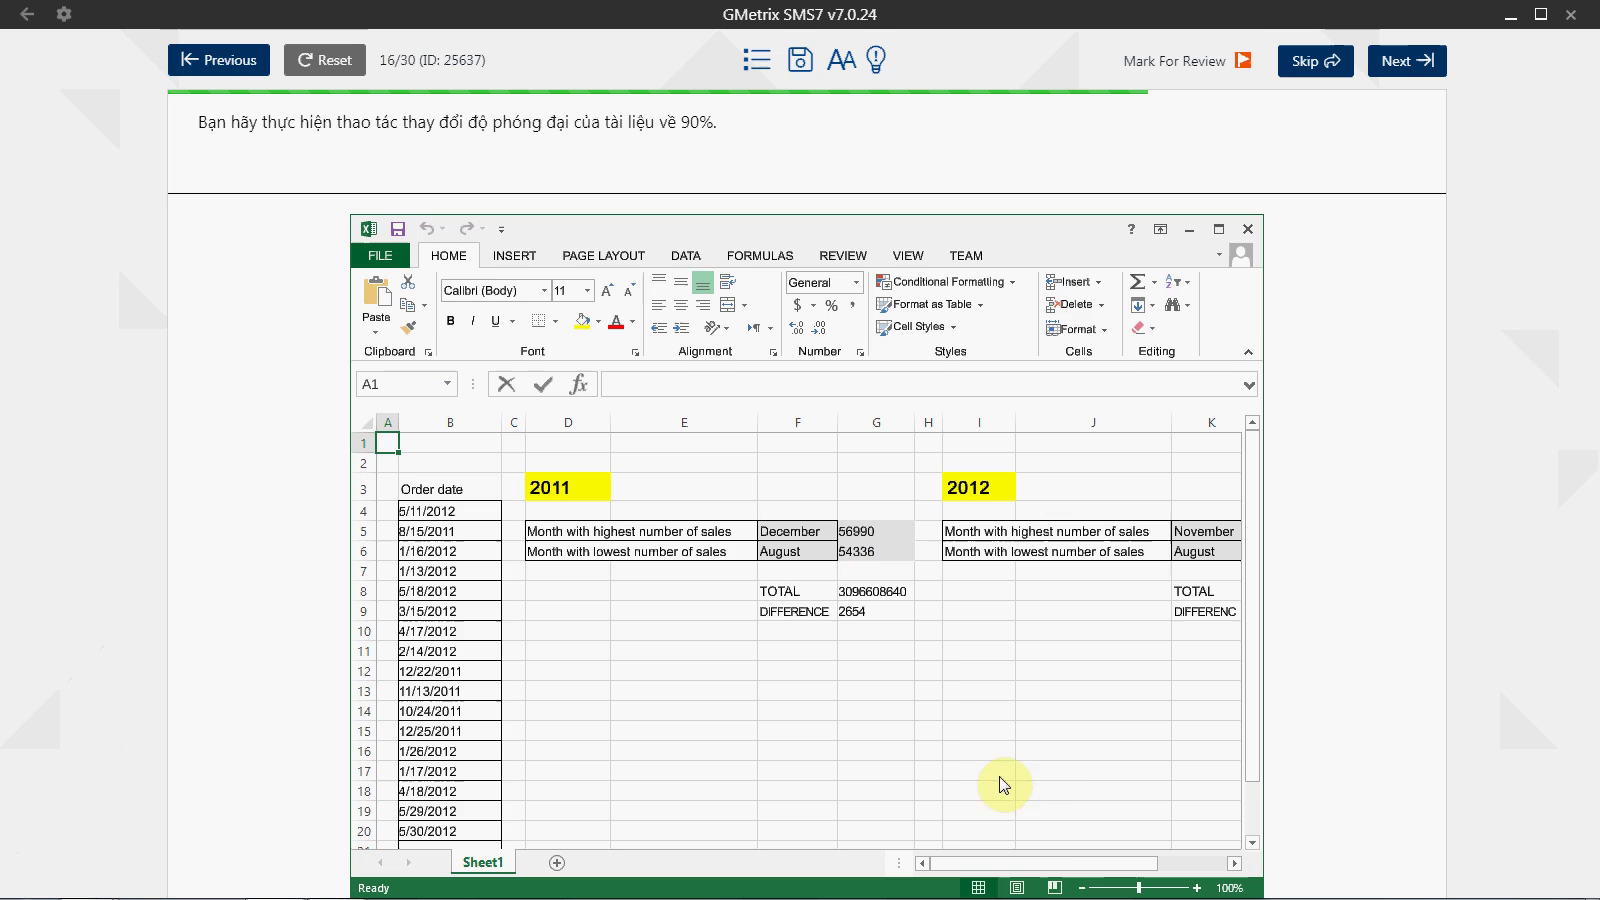 GMetrix SMS7 v7.0.24
Previous Reset 16/30 (ID: 25637) AA Mark For Review Skip Next
Bạn hãy thực hiện thao tác thay đổi độ phóng đại của tài liệu về 90%.
?
FILE HOME INSERT PAGE LAYOUT DATA FORMULAS REVIEW VIEW TEAM
Paste Calibri (Body) 11 A A General Conditional Formatting Insert Σ
$ % , Format as Table Delete
B I U A Cell Styles Format
Clipboard Font Alignment Number Styles Cells Editing
A1 fx
A B C D E F G H I J K
1
2
3 Order date 2011 2012
4 5/11/2012
5 8/15/2011 Month with highest number of sales December 56990 Month with highest number of sales November
6 1/16/2012 Month with lowest number of sales August 54336 Month with lowest number of sales August
7 1/13/2012
8 5/18/2012 TOTAL 3096608640 TOTAL
9 3/15/2012 DIFFERENCE 2654 DIFFERENC
10 4/17/2012
11 2/14/2012
12 12/22/2011
13 11/13/2011
14 10/24/2011
15 12/25/2011
16 1/26/2012
17 1/17/2012
18 4/18/2012
19 5/29/2012
20 5/30/2012
Sheet1
Ready 100%